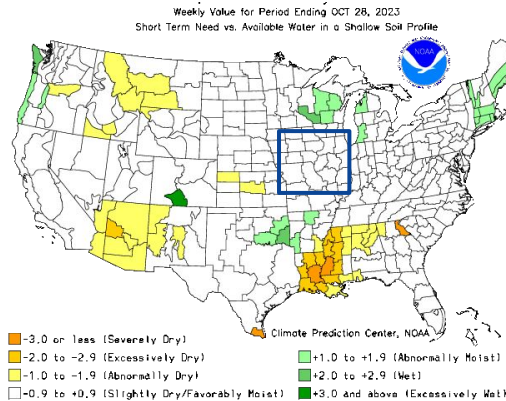 Weekly Value for Period Ending OCT 28, 2023
Short Term Need vs. Available Water in a Shallow Soil Profile
NOAA
Climate Prediction Center, NOAA
-3.0 or less (Severely Dry)
-2.0 to -2.9 (Excessively Dry)
-1.0 to -1.9 (Abnormally Dry)
-0.9 to +0.9 (Slightly Dry/Favorably Moist)
+1.0 to +1.9 (Abnormally Moist)
+2.0 to +2.9 (Wet)
+3.0 and above (Excessively Wet)